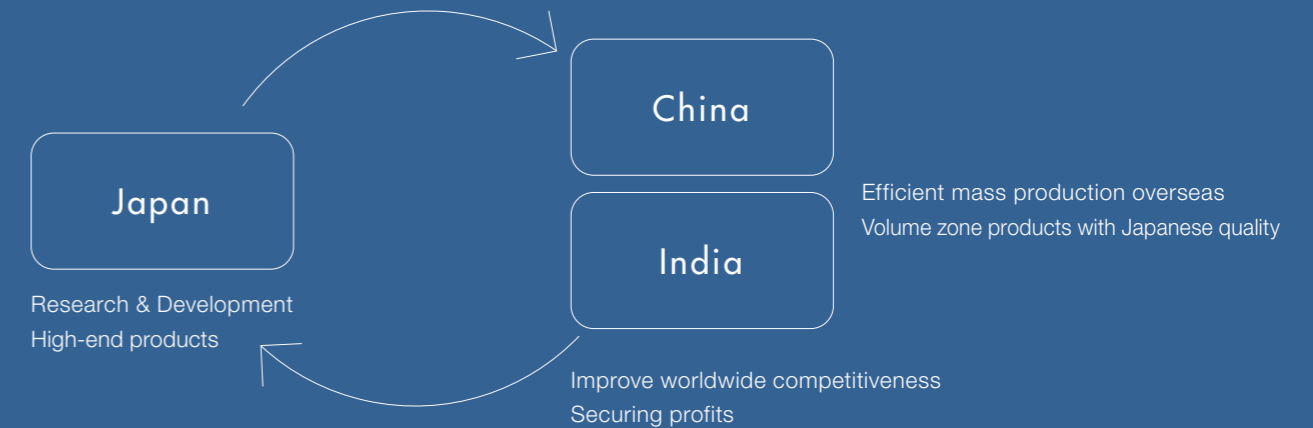 Japan
Research & Development
High-end products
China
India
Efficient mass production overseas
Volume zone products with Japanese quality
Improve worldwide competitiveness
Securing profits